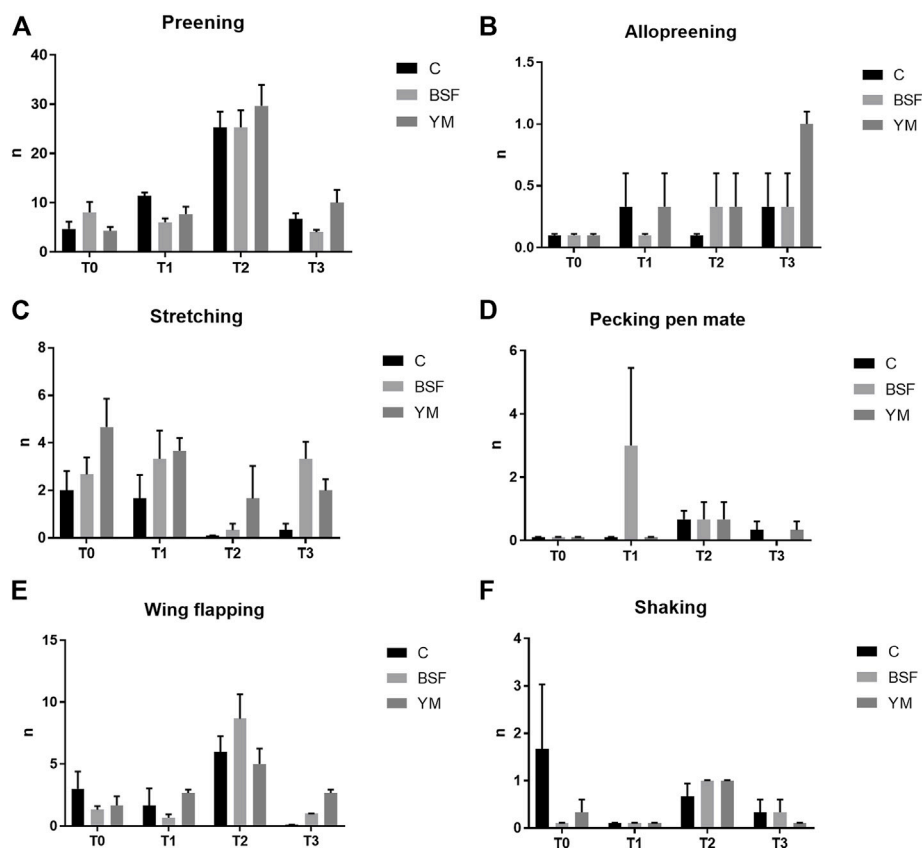 A
Preening
40
30
20
10
0
n
T0 T1 T2 T3
C
BSF
YM
B
Allopreening
1.5
1.0
0.5
0.0
n
T0 T1 T2 T3
C
BSF
YM
C
Stretching
8
6
4
2
0
n
T0 T1 T2 T3
C
BSF
YM
D
Pecking pen mate
6
4
2
0
n
T0 T1 T2 T3
C
BSF
YM
E
Wing flapping
15
10
5
0
n
T0 T1 T2 T3
C
BSF
YM
F
Shaking
4
3
2
1
0
n
T0 T1 T2 T3
C
BSF
YM